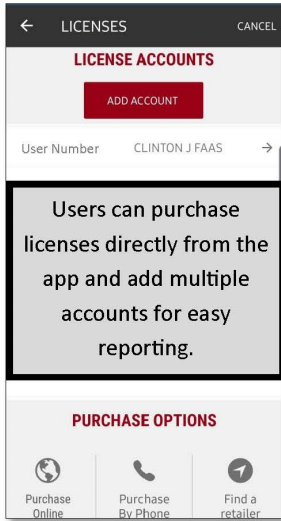 ← LICENSES CANCEL
LICENSE ACCOUNTS
ADD ACCOUNT
User Number CLINTON J FAAS →
Users can purchase
licenses directly from the
app and add multiple
accounts for easy
reporting.
PURCHASE OPTIONS
Purchase Purchase Find a
Online By Phone retailer